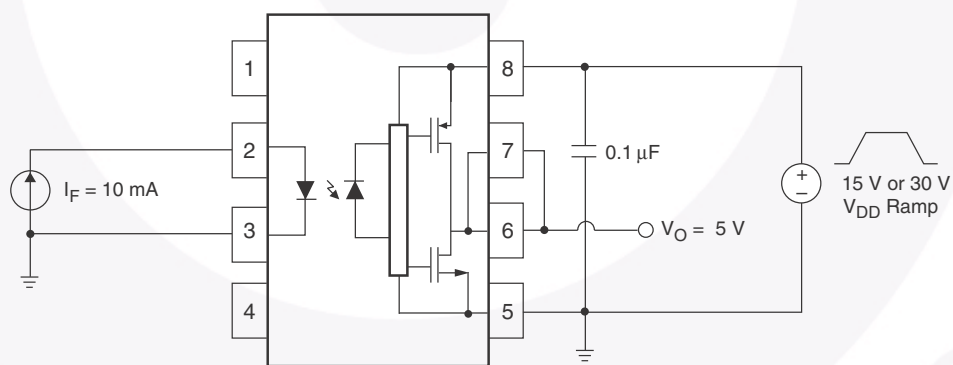 1
8
2
7
3
6
4
5
I_F = 10 mA
0.1 µF
V_O = 5 V
+
–
15 V or 30 V
V_DD Ramp